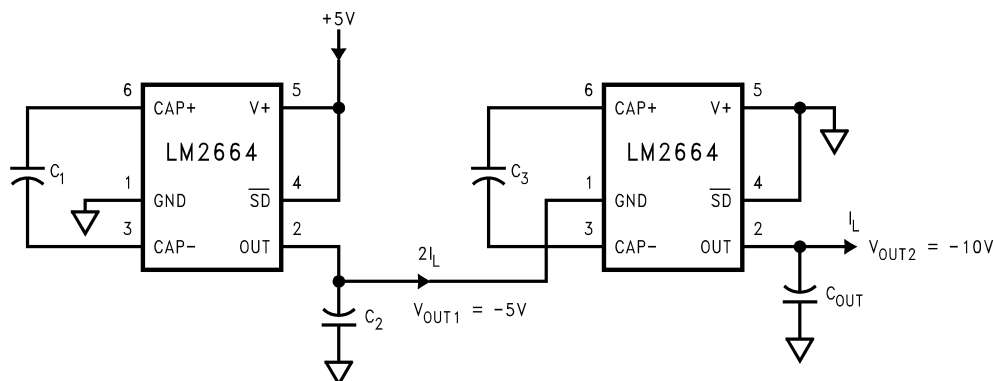 +5V
6
CAP+
V+
5
LM2664
C1
1
GND
SD
4
3
CAP−
OUT
2
2IL
VOUT1 = −5V
C2
6
CAP+
V+
5
LM2664
C3
1
GND
SD
4
3
CAP−
OUT
2
IL
VOUT2 = −10V
COUT